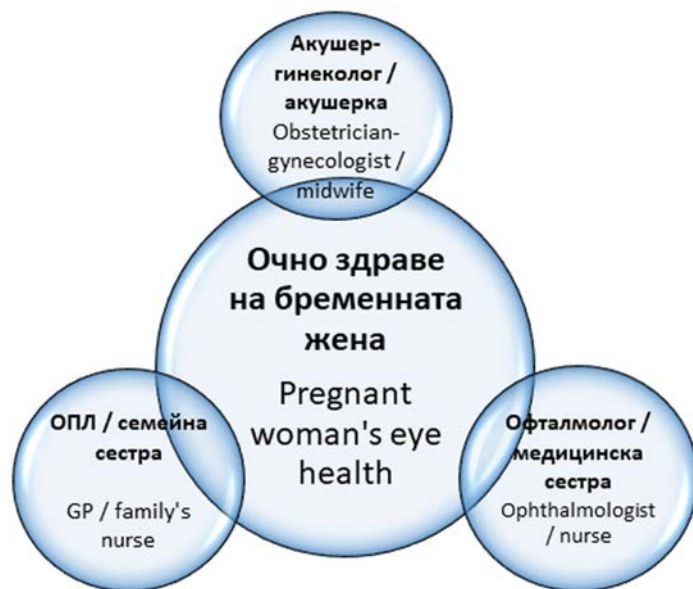 Акушер-
гинеколог /
акушерка
Obstetrician-
gynecologist /
midwife
Очно здраве
на бременната
жена
Pregnant
woman's eye
health
ОПЛ / семейна
сестра
GP / family's
nurse
Офталмолог /
медицинска
сестра
Ophthalmologist
/ nurse